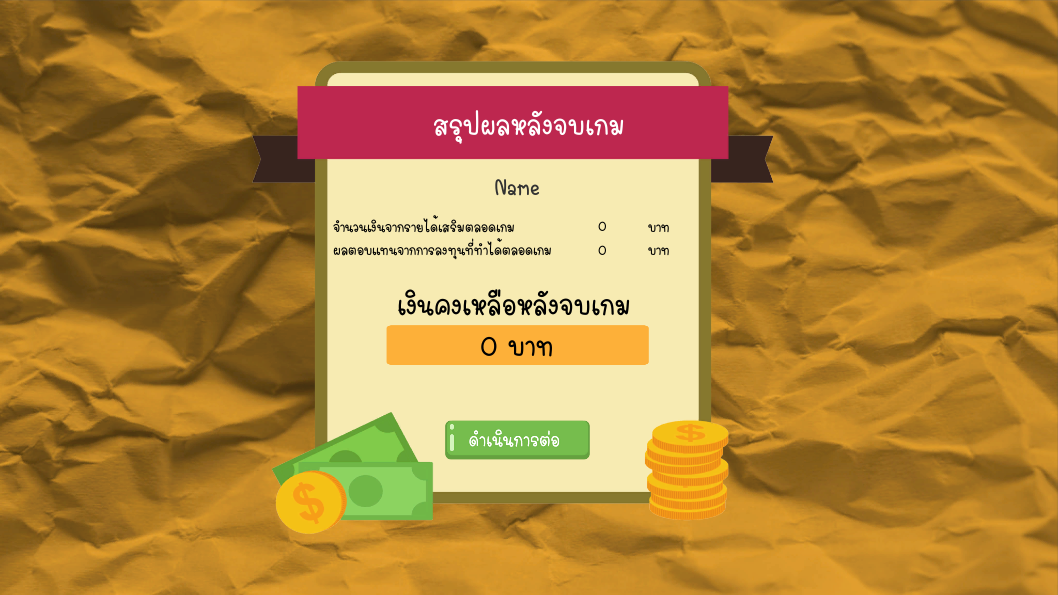 สรุปผลหลังจบเกม
Name
จำนวนเงินจากรายได้เสริมตลอดเกม 0 บาท
ผลตอบแทนจากการลงทุนที่ทำได้ตลอดเกม 0 บาท
เงินคงเหลือหลังจบเกม
0 บาท
ดำเนินการต่อ